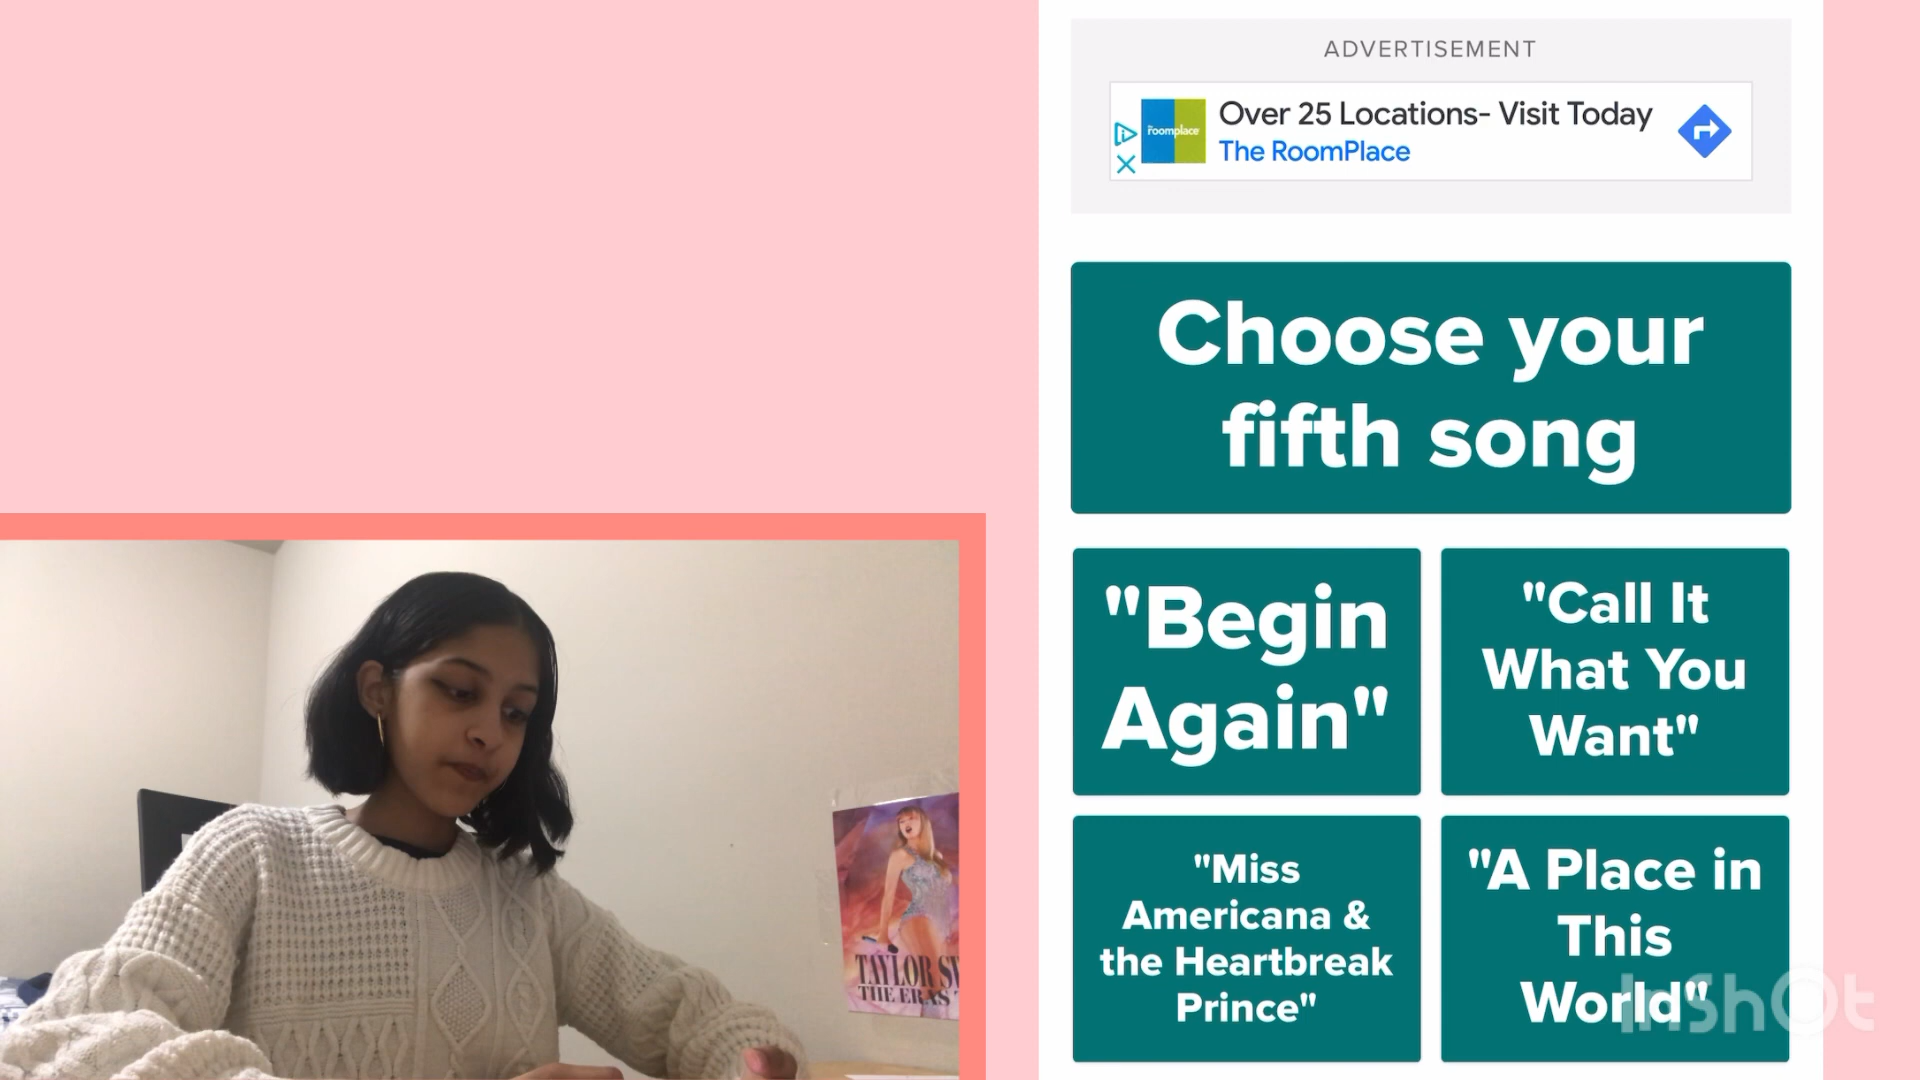 ADVERTISEMENT
roomplace
Over 25 Locations- Visit Today
The RoomPlace
Choose your
fifth song
"Begin
Again"
"Call It
What You
Want"
"Miss
Americana &
the Heartbreak
Prince"
"A Place in
This
World"
TAYLOR
THE ERAS
InShOt